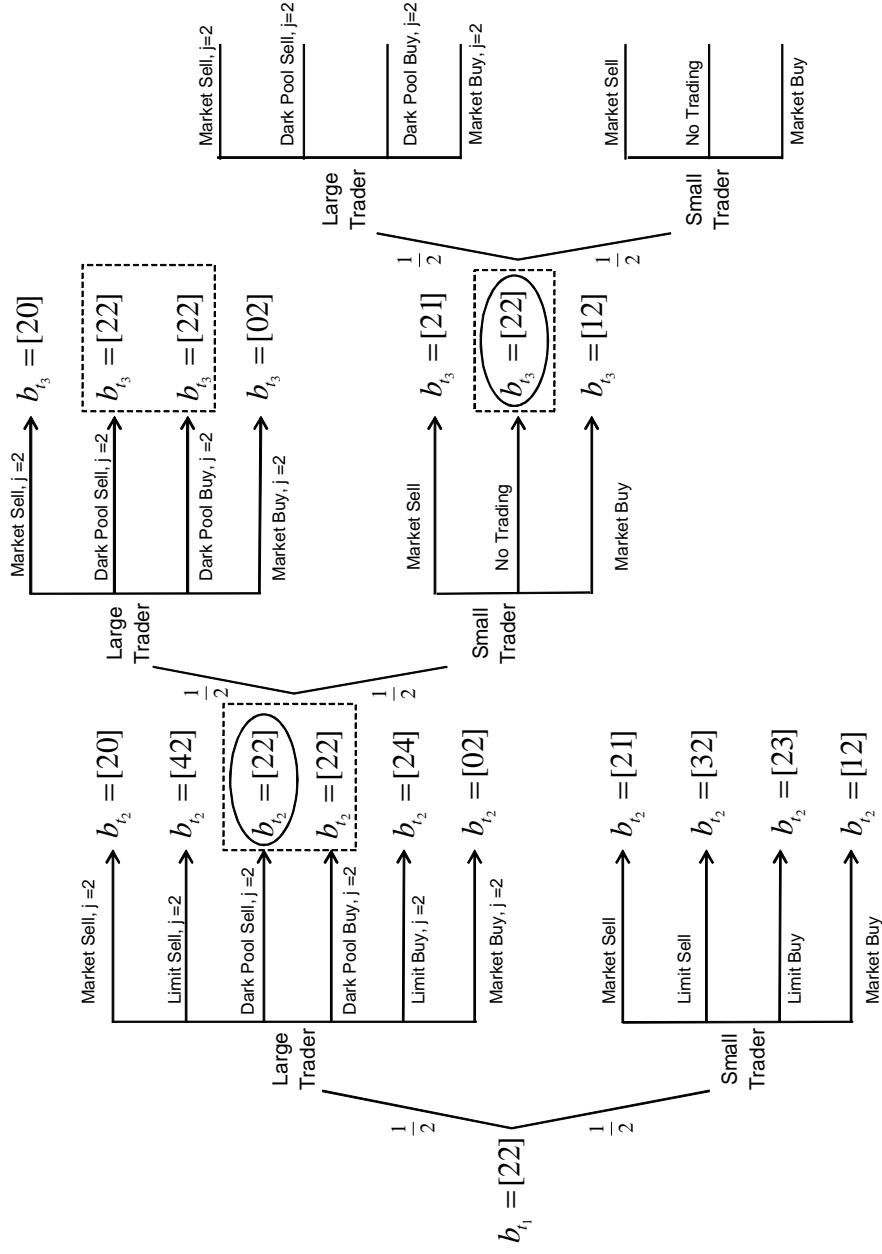 b_{t_1} = [22]
1/2
1/2
Large
Trader
Market Sell, j =2
b_{t_2} = [20]
Limit Sell, j =2
b_{t_2} = [42]
Dark Pool Sell, j =2
b_{t_2} = [22]
Dark Pool Buy, j =2
b_{t_2} = [22]
Limit Buy, j =2
b_{t_2} = [24]
Market Buy, j =2
b_{t_2} = [02]
Small
Trader
Market Sell
b_{t_2} = [21]
Limit Sell
b_{t_2} = [32]
Limit Buy
b_{t_2} = [23]
Market Buy
b_{t_2} = [12]
1/2
1/2
Large
Trader
Market Sell, j =2
b_{t_3} = [20]
Dark Pool Sell, j =2
b_{t_3} = [22]
Dark Pool Buy, j =2
b_{t_3} = [22]
Market Buy, j =2
b_{t_3} = [02]
Small
Trader
Market Sell
b_{t_3} = [21]
No Trading
b_{t_3} = [22]
Market Buy
b_{t_3} = [12]
1/2
1/2
Large
Trader
Market Sell, j=2
Dark Pool Sell, j=2
Dark Pool Buy, j=2
Market Buy, j=2
Small
Trader
Market Sell
No Trading
Market Buy